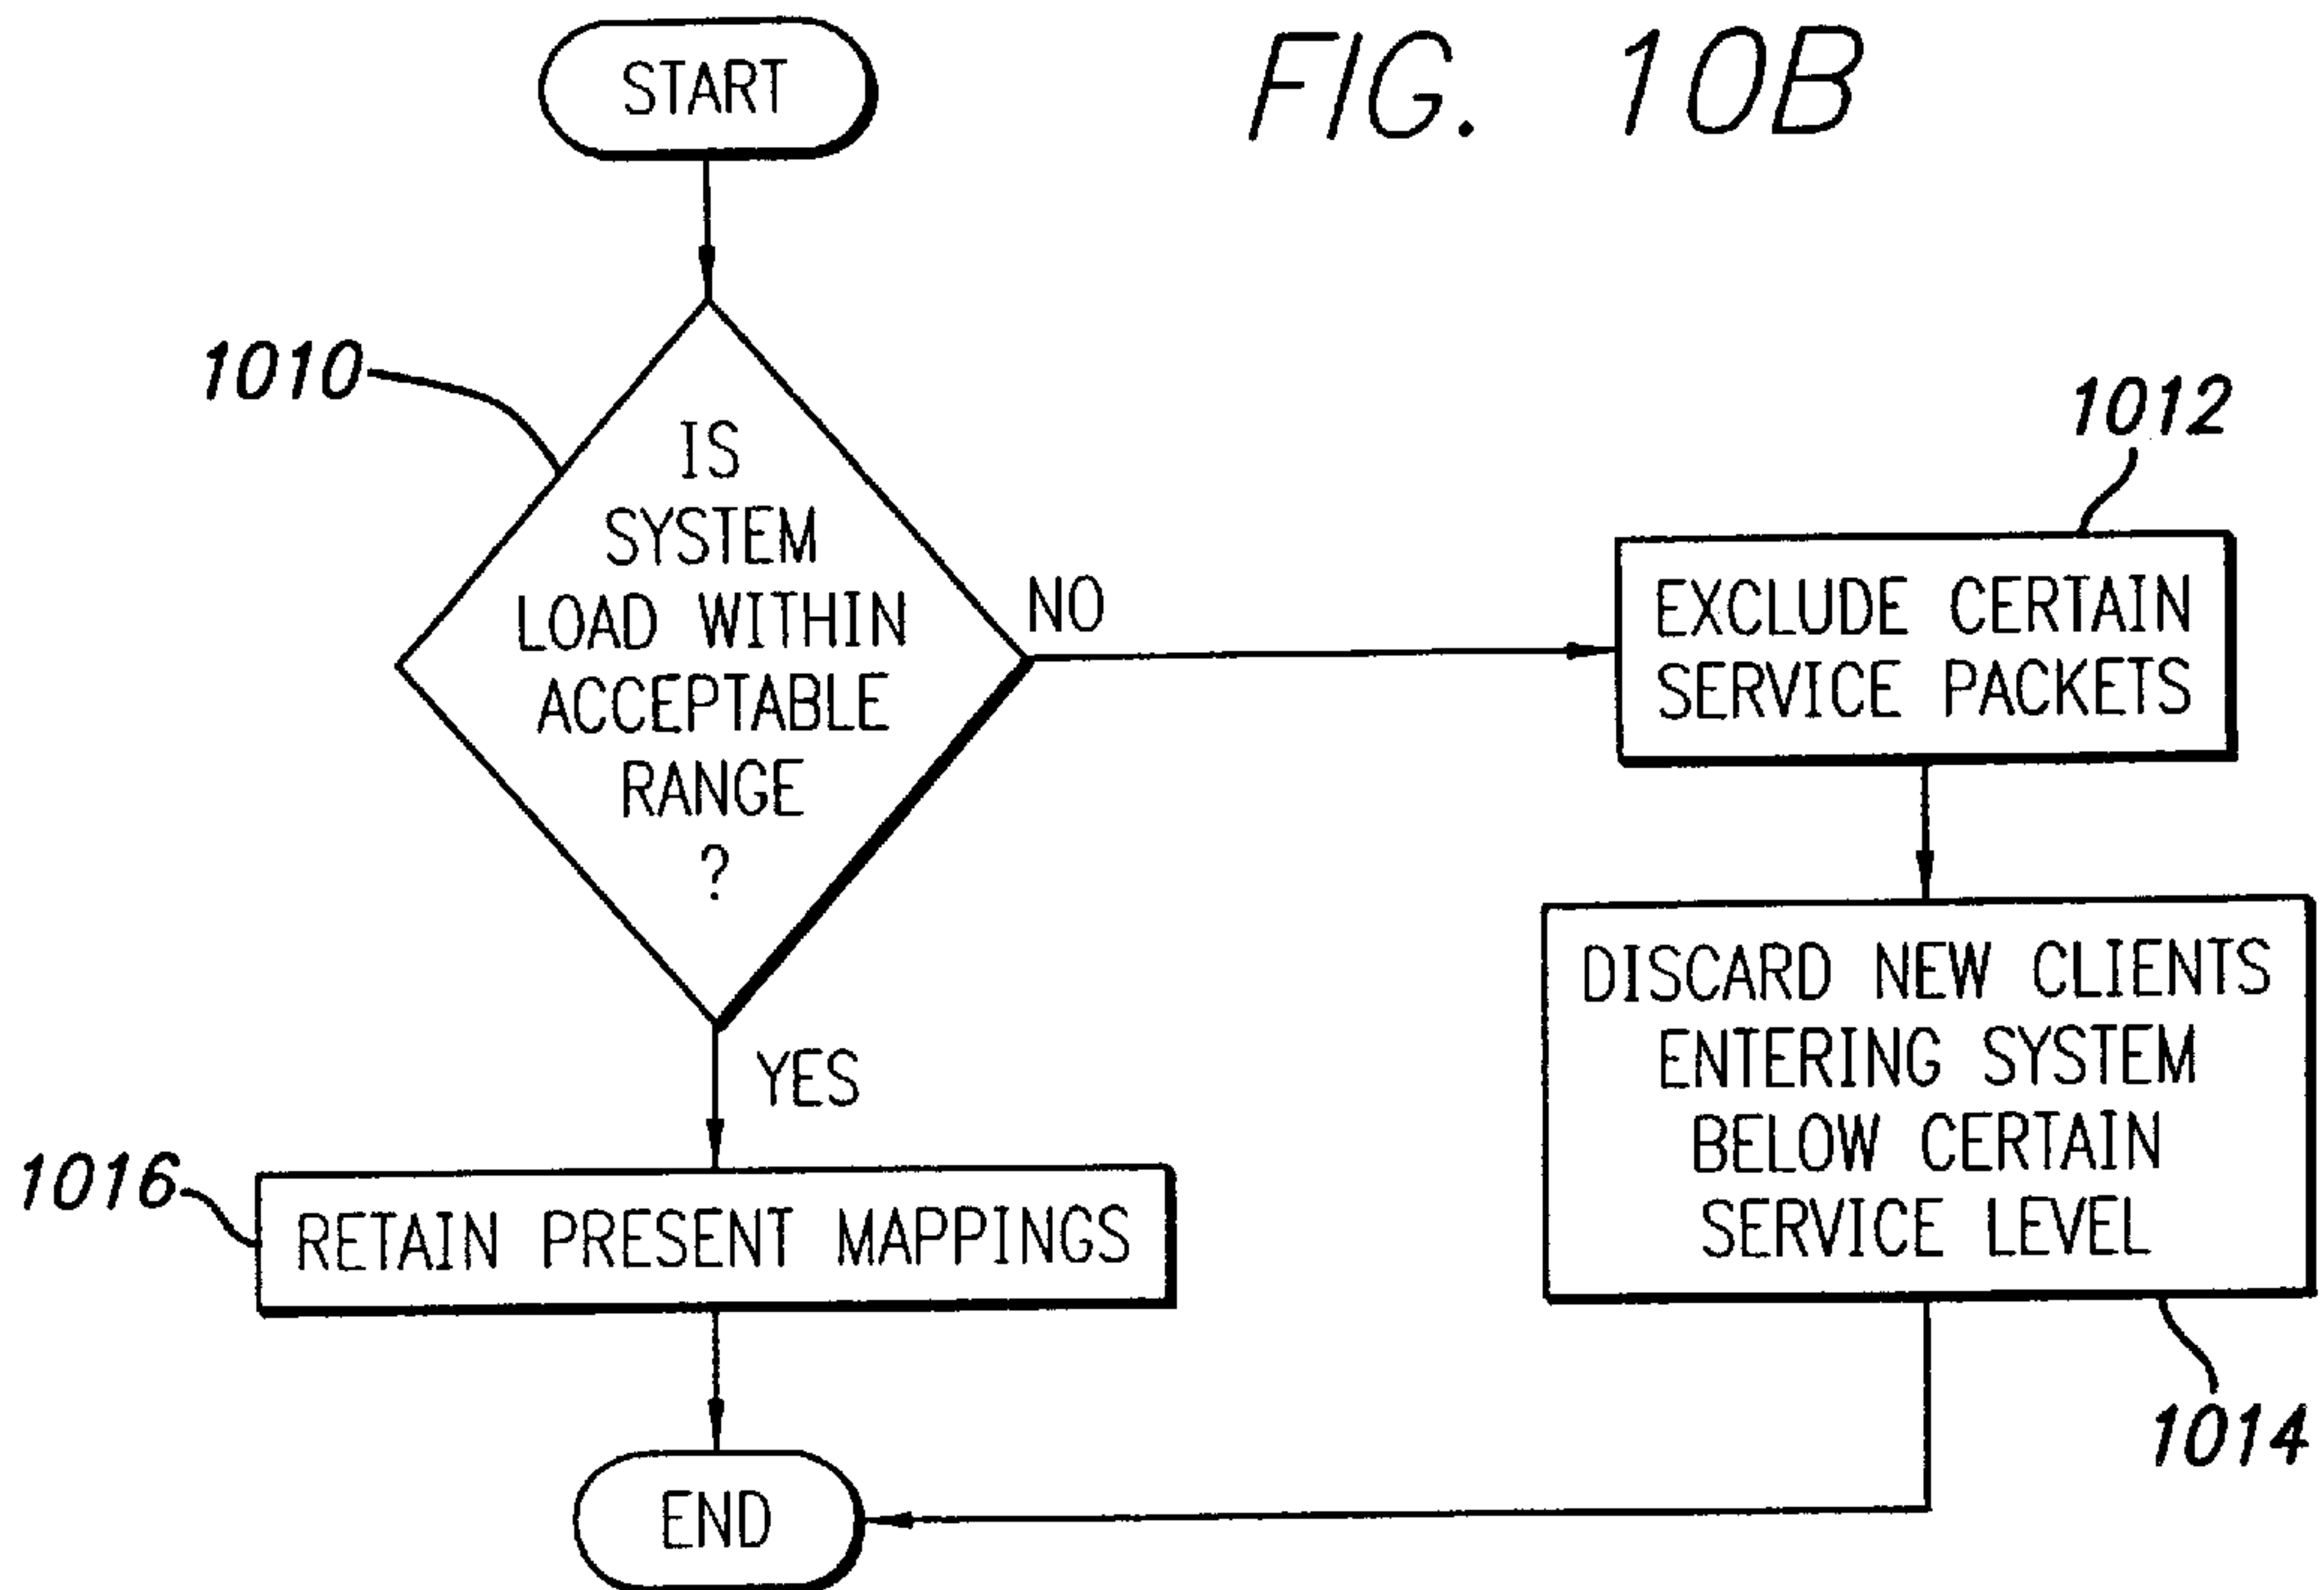 FIG. 10B
START
1010
IS
SYSTEM
LOAD WITHIN
ACCEPTABLE
RANGE
?
NO
YES
1012
EXCLUDE CERTAIN
SERVICE PACKETS
DISCARD NEW CLIENTS
ENTERING SYSTEM
BELOW CERTAIN
SERVICE LEVEL
1014
1016
RETAIN PRESENT MAPPINGS
END